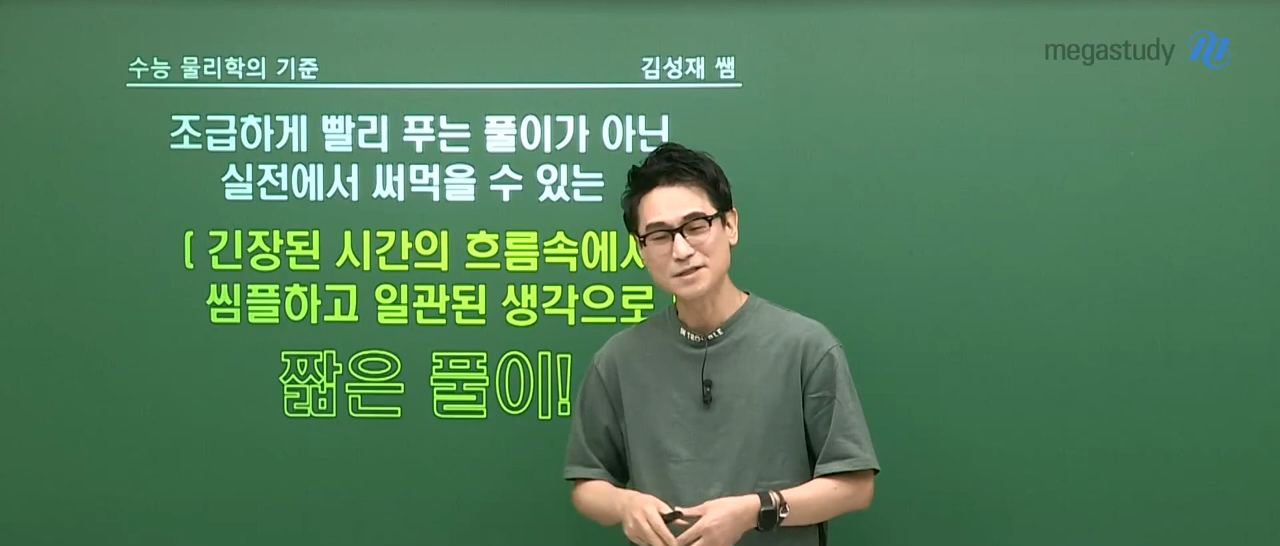 수능 물리학의 기준
김성재 쌤
megastudy
조급하게 빨리 푸는 풀이가 아닌
실전에서 써먹을 수 있는
( 긴장된 시간의 흐름속에서
씸플하고 일관된 생각으로
짧은 풀이!